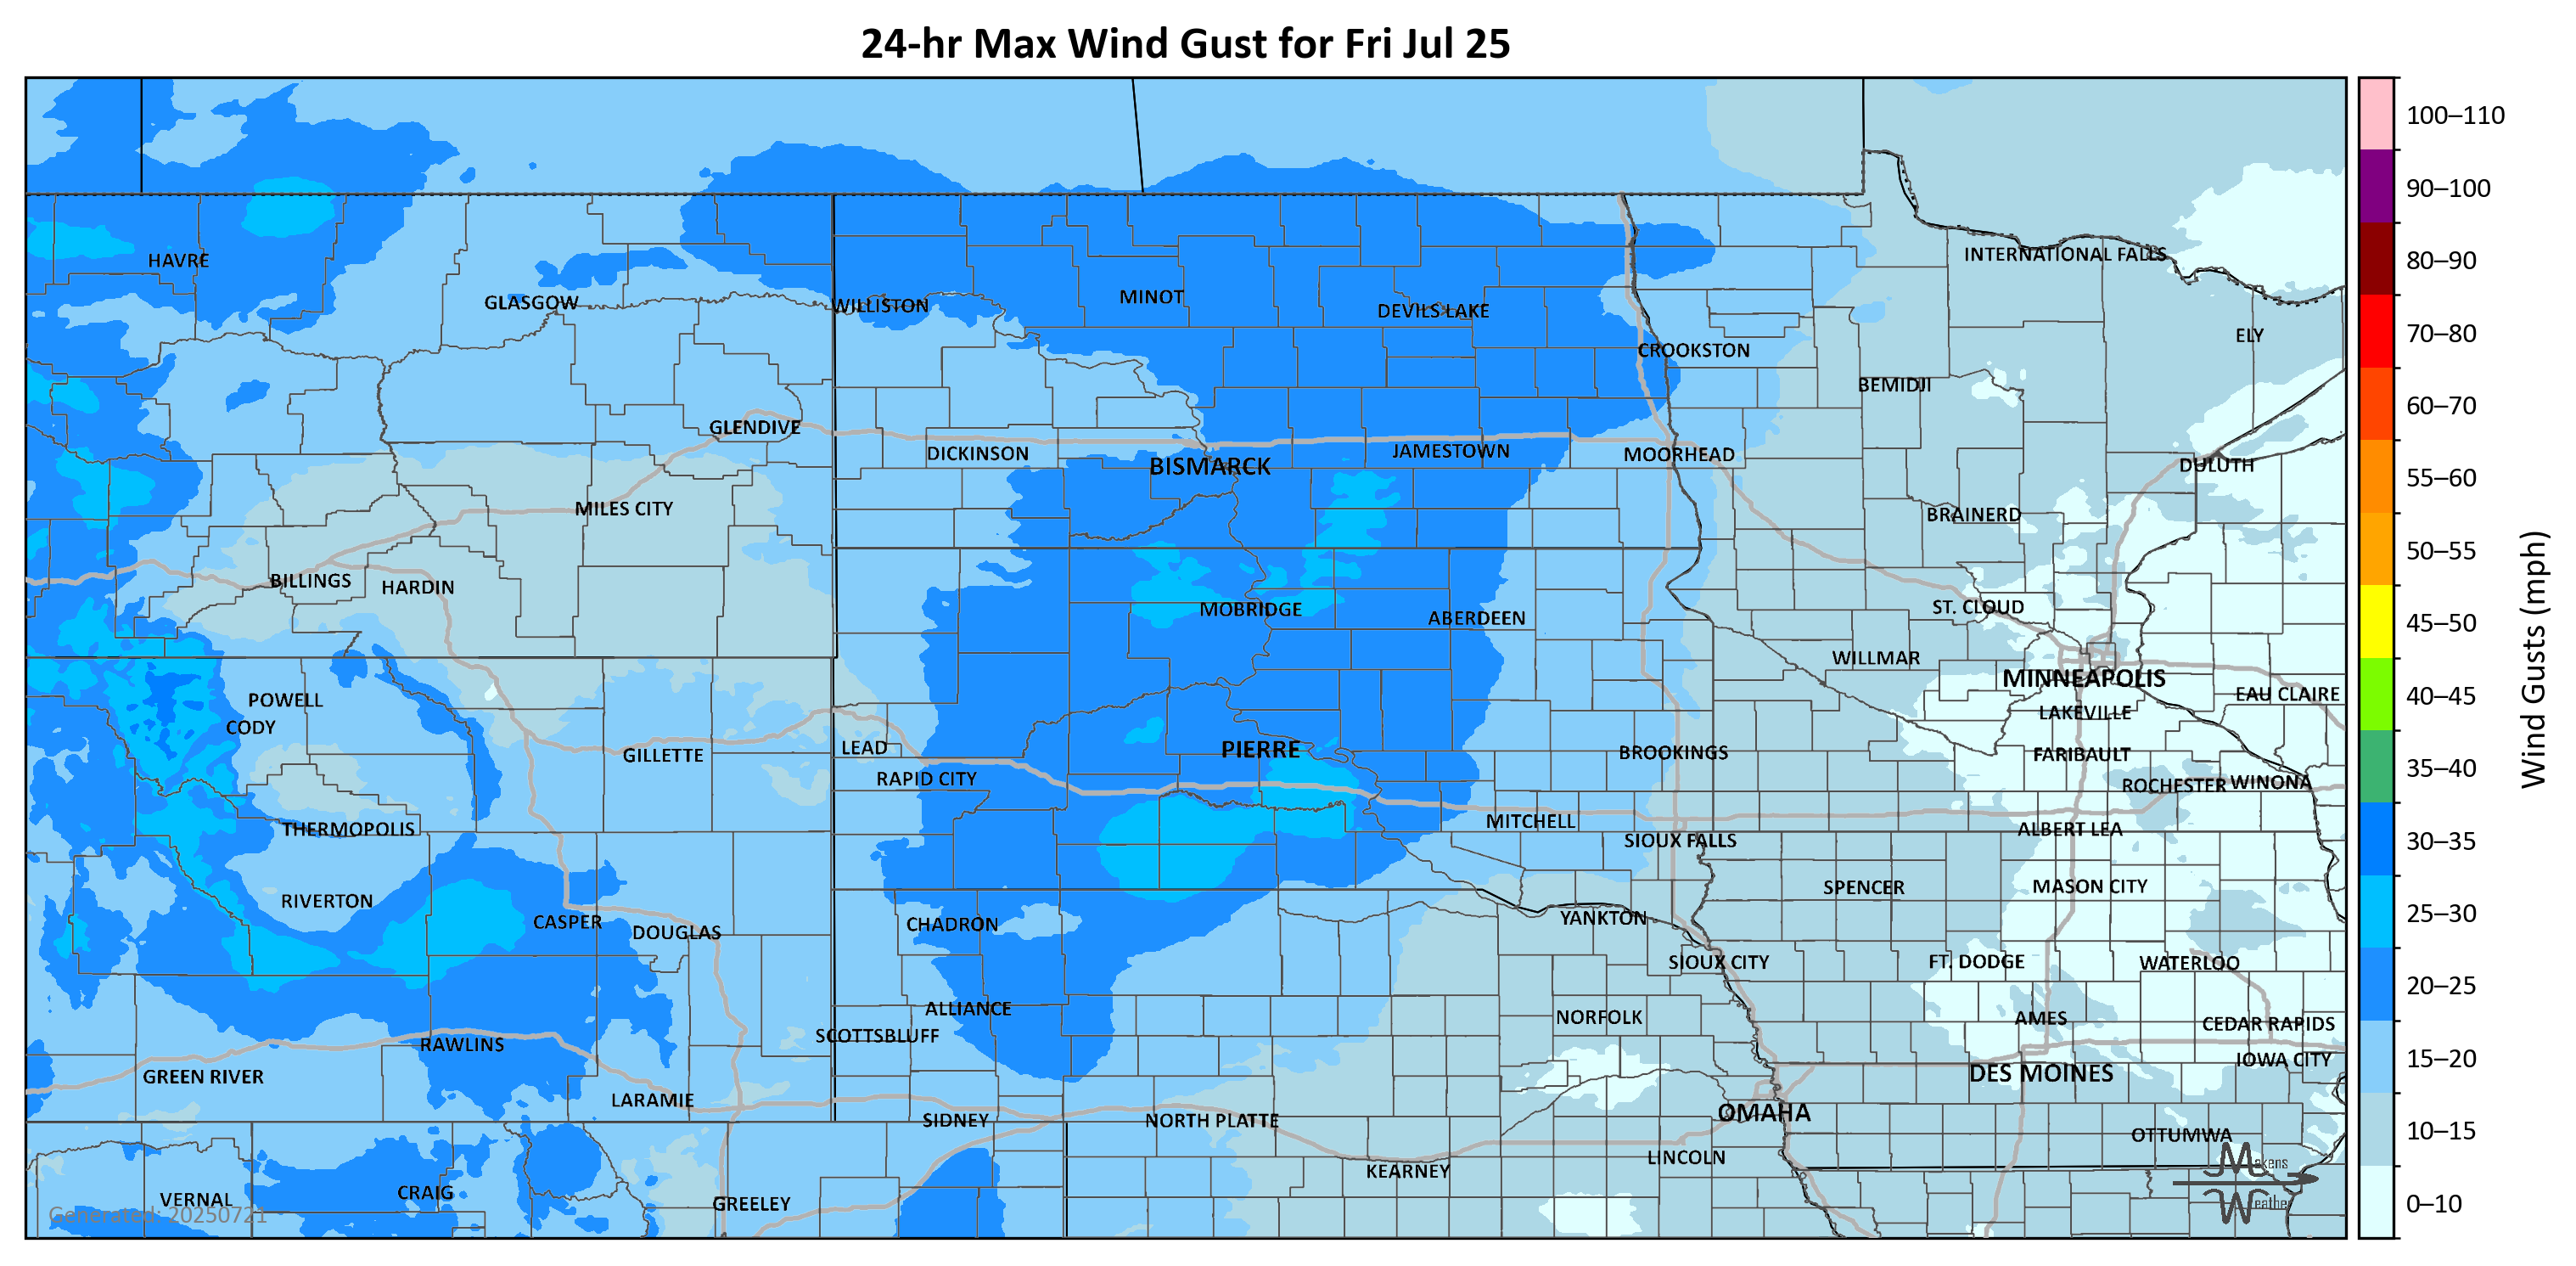 24-hr Max Wind Gust for Fri Jul 25
100–110
90–100
80–90
70–80
60–70
55–60
50–55
45–50
40–45
35–40
30–35
25–30
20–25
15–20
10–15
0–10
Wind Gusts (mph)
HAVRE
INTERNATIONAL FALLS
GLASGOW
WILLISTON
MINOT
DEVILS LAKE
ELY
CROOKSTON
BEMIDJI
GLENDIVE
DICKINSON
BISMARCK
JAMESTOWN
MOORHEAD
DULUTH
MILES CITY
BRAINERD
BILLINGS
HARDIN
MOBRIDGE
ABERDEEN
ST. CLOUD
WILLMAR
MINNEAPOLIS
EAU CLAIRE
POWELL
CODY
LAKEVILLE
GILLETTE
LEAD
PIERRE
BROOKINGS
FARIBAULT
RAPID CITY
ROCHESTER
WINONA
THERMOPOLIS
MITCHELL
ALBERT LEA
SIOUX FALLS
SPENCER
MASON CITY
RIVERTON
CASPER
DOUGLAS
CHADRON
YANKTON
SIOUX CITY
FT. DODGE
WATERLOO
ALLIANCE
SCOTTSBLUFF
NORFOLK
AMES
CEDAR RAPIDS
RAWLINS
IOWA CITY
GREEN RIVER
DES MOINES
LARAMIE
SIDNEY
NORTH PLATTE
OMAHA
OTTUMWA
KEARNEY
LINCOLN
VERNAL
CRAIG
GREELEY
Generated: 20250721
Makens
Weather